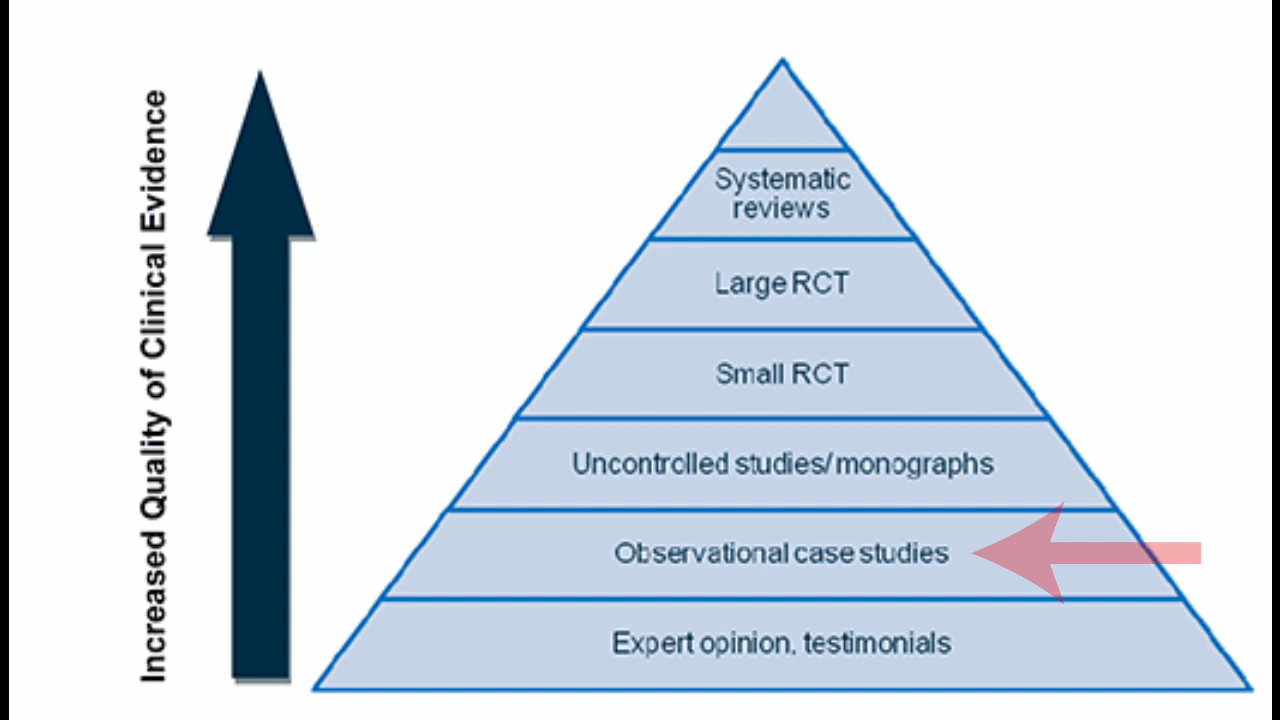 Increased Quality of Clinical Evidence
Systematic
reviews
Large RCT
Small RCT
Uncontrolled studies/monographs
Observational case studies
Expert opinion, testimonials